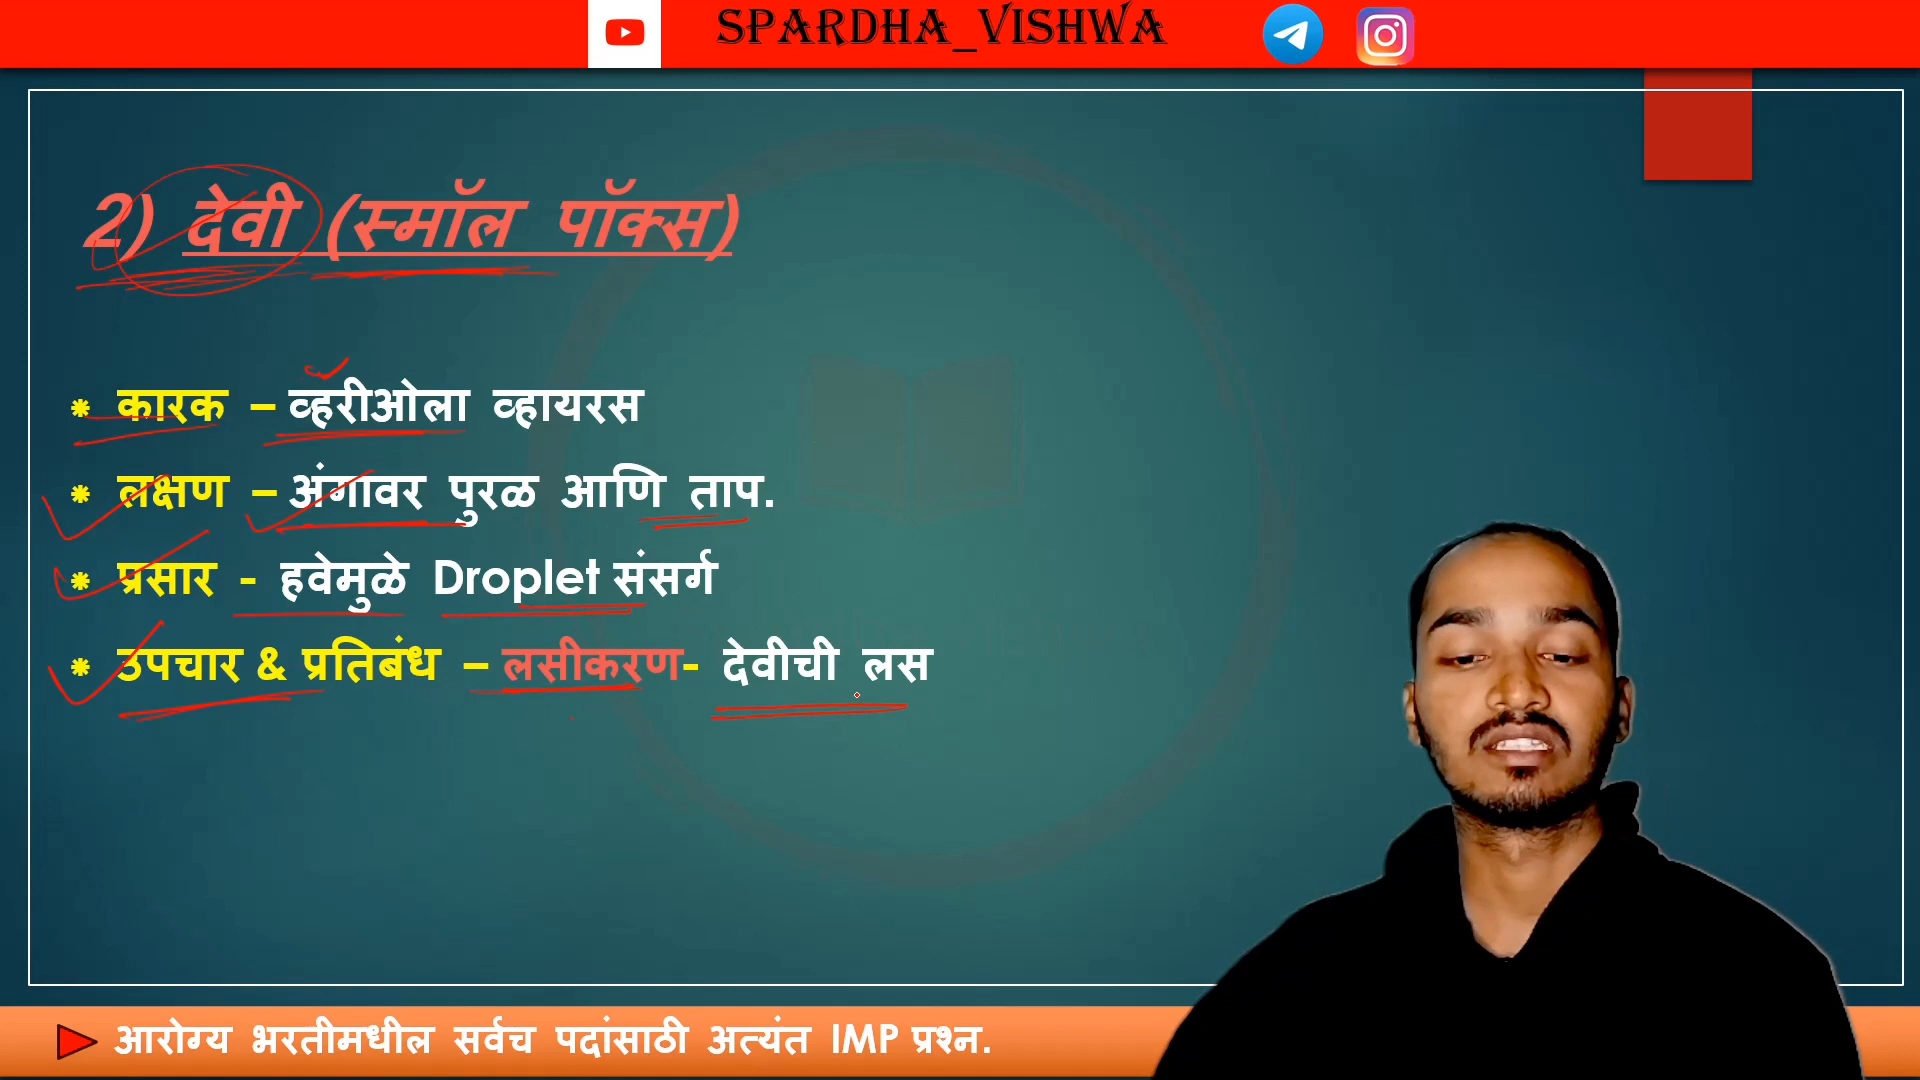 SPARDHA_VISHWA
2) देवी (स्मॉल पॉक्स)
कारक – व्हरीओला व्हायरस
लक्षण – अंगावर पुरळ आणि ताप.
प्रसार - हवेमुळे Droplet संसर्ग
उपचार & प्रतिबंध – लसीकरण- देवीची लस
आरोग्य भरतीमधील सर्वच पदांसाठी अत्यंत IMP प्रश्न.